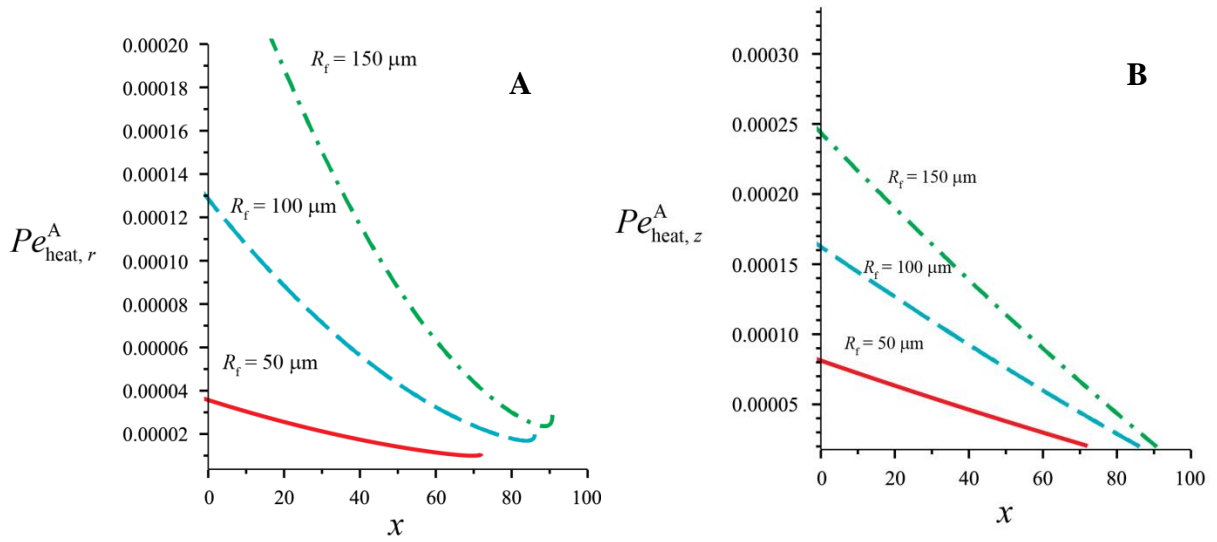 A
0.00020
0.00018
0.00016
0.00014
0.00012
0.00010
0.00008
0.00006
0.00004
0.00002
Pe^A_heat, r
R_f = 150 μm
R_f = 100 μm
R_f = 50 μm
0 20 40 60 80 100
x
B
0.00030
0.00025
0.00020
0.00015
0.00010
0.00005
Pe^A_heat, z
R_f = 150 μm
R_f = 100 μm
R_f = 50 μm
0 20 40 60 80 100
x